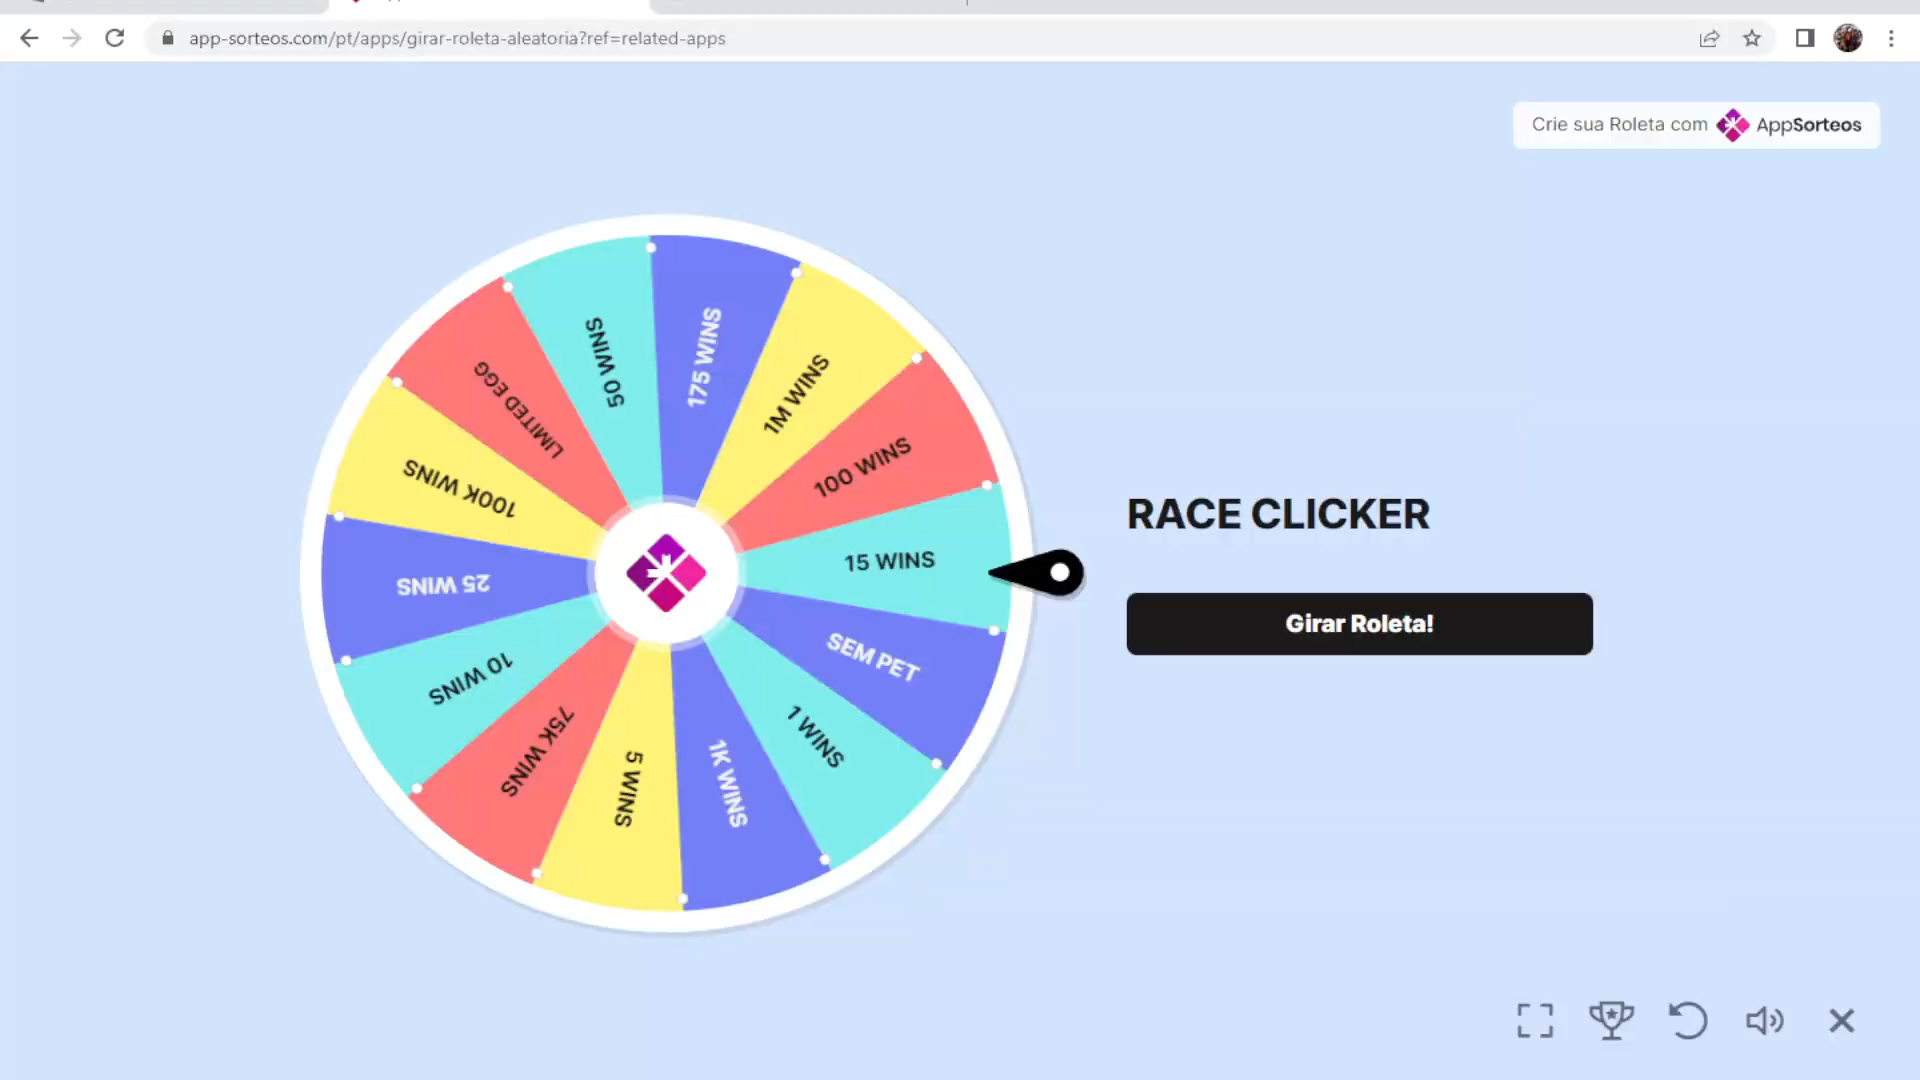 app-sorteos.com/pt/apps/girar-roleta-aleatoria?ref=related-apps
Crie sua Roleta com AppSorteos
175 WINS
1M WINS
100 WINS
15 WINS
SEM PET
1 WINS
1K WINS
5 WINS
75K WINS
10 WINS
25 WINS
100K WINS
LIMITED EGG
50 WINS
RACE CLICKER
Girar Roleta!